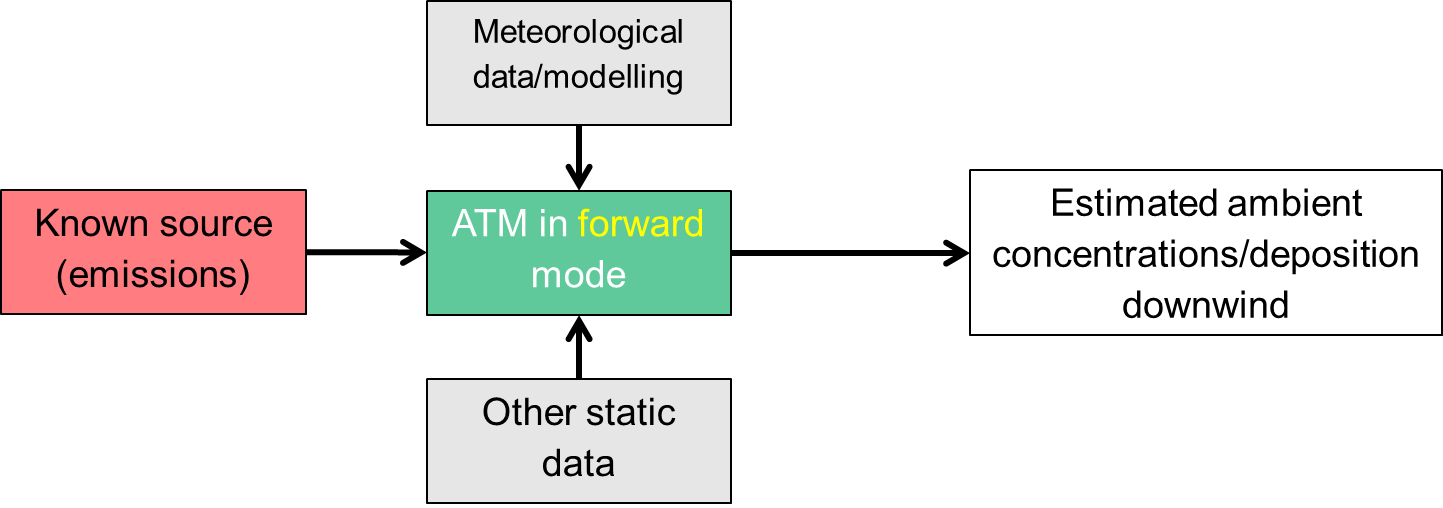 Meteorological
data/modelling
Known source
(emissions)
ATM in forward
mode
Estimated ambient
concentrations/deposition
downwind
Other static
data